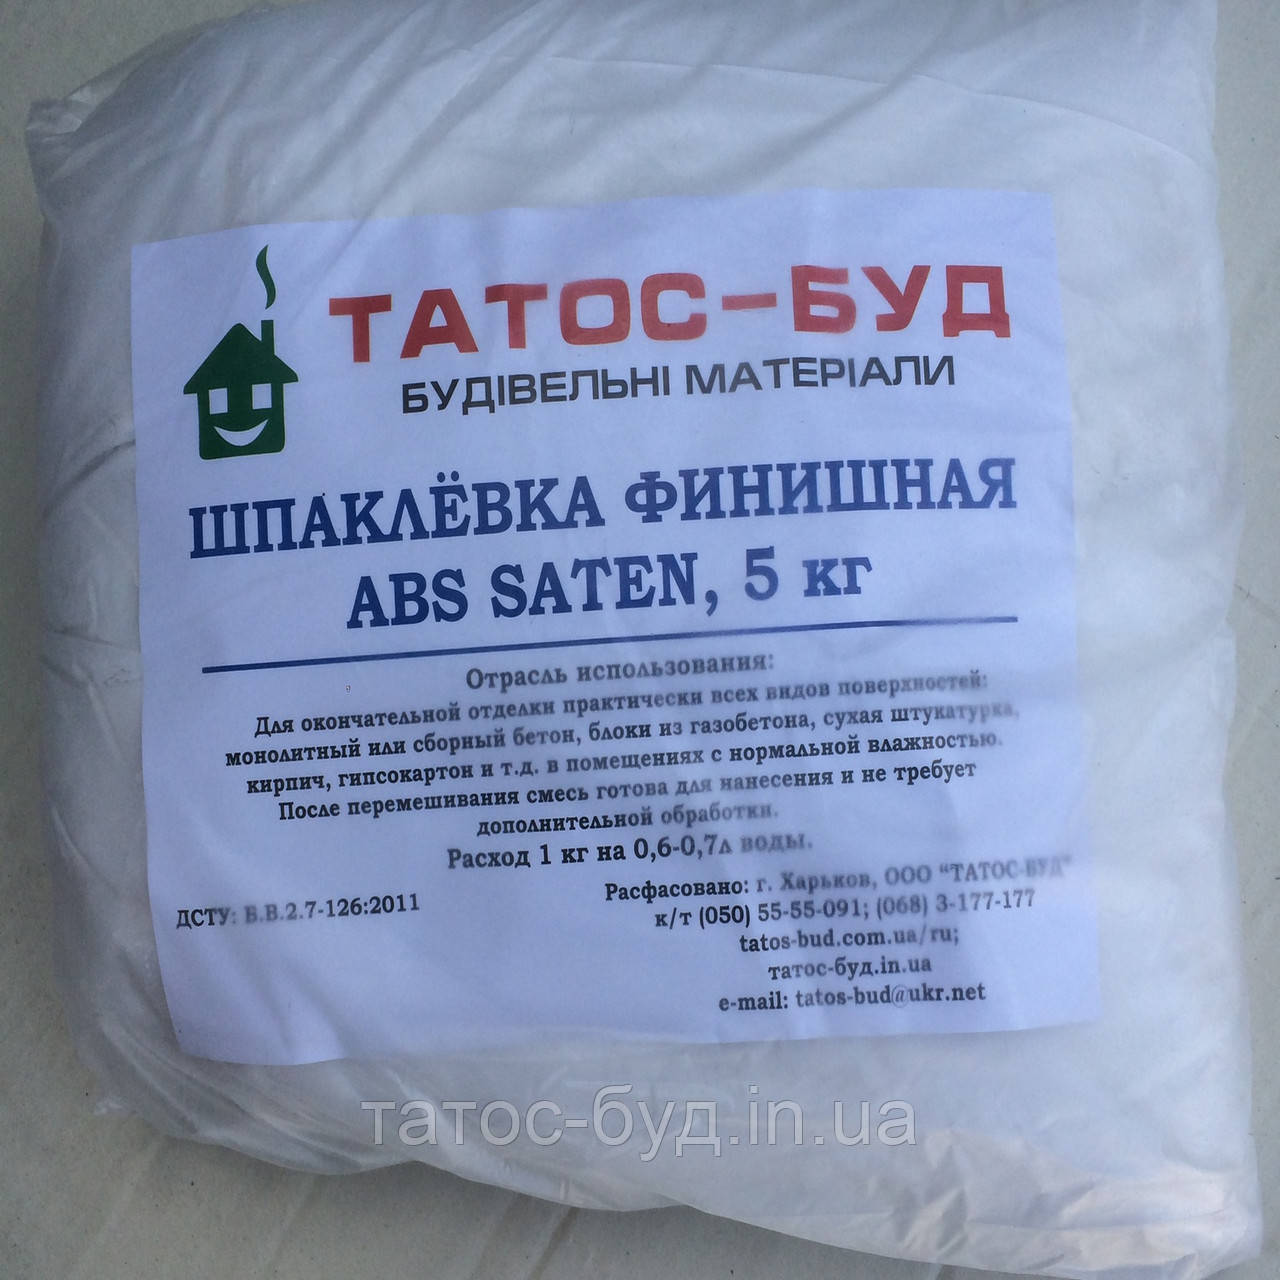 ТАТОС-БУД
БУДІВЕЛЬНІ МАТЕРІАЛИ
ШПАКЛЁВКА ФИНИШНАЯ
ABS SATEN, 5 кг
Отрасль использования:
Для окончательной отделки практически всех видов поверхностей:
монолитный или сборный бетон, блоки из газобетона, сухая штукатурка,
кирпич, гипсокартон и т.д. в помещениях с нормальной влажностью.
После перемешивания смесь готова для нанесения и не требует
дополнительной обработки.
Расход 1 кг на 0,6-0,7л воды.
ДСТУ: Б.В.2.7-126:2011
Расфасовано: г. Харьков, ООО "ТАТОС-БУД"
к/т (050) 55-55-091; (068) 3-177-177
tatos-bud.com.ua/ru;
татос-буд.in.ua
e-mail: tatos-bud@ukr.net
татос-буд.in.ua